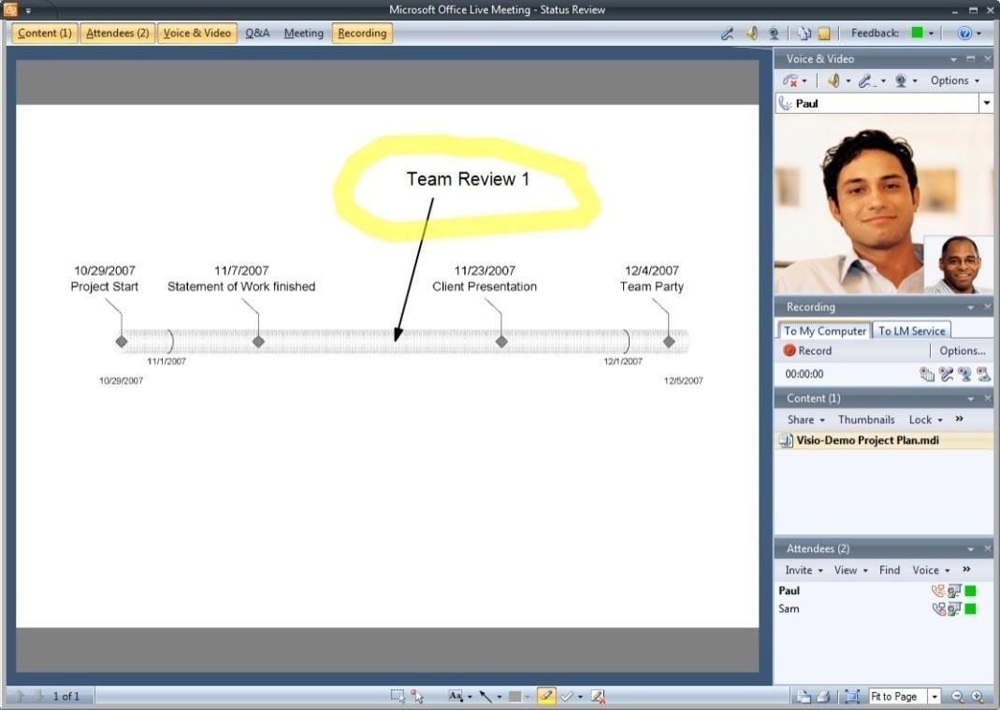 Microsoft Office Live Meeting - Status Review
Content (1) Attendees (2) Voice & Video Q&A Meeting Recording Feedback:
Voice & Video
Options
Paul
Team Review 1
10/29/2007 11/7/2007 11/23/2007 12/4/2007
Project Start Statement of Work finished Client Presentation Team Party
11/1/2007 12/1/2007
10/29/2007 12/5/2007
Recording
To My Computer To LM Service
Record Options...
00:00:00
Content (1)
Share Thumbnails Lock »
Visio-Demo Project Plan.mdi
Attendees (2)
Invite View Find Voice »
Paul
Sam
1 of 1 Aa Fit to Page